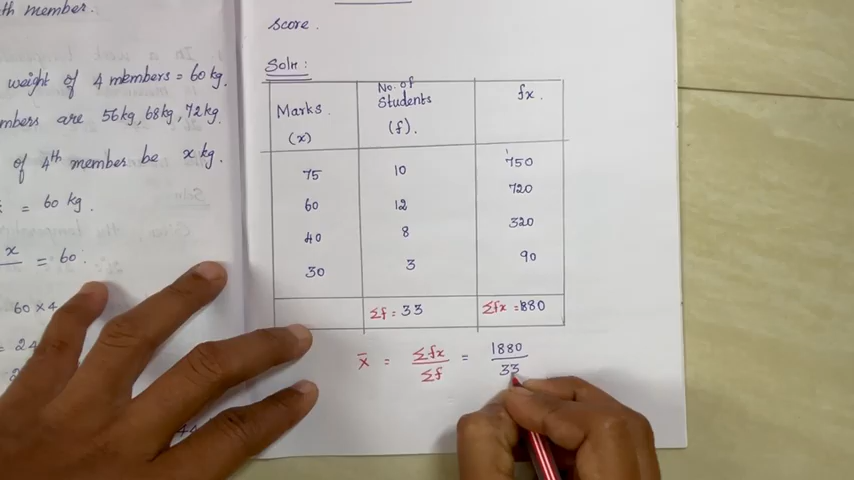 th member.
weight of 4 members = 60 kg.
mbers are 56kg, 68kg, 72kg.
of 4th member be x kg.
= 60 kg.
x
= 60.
60 × 4
= 24
2
Score.
Soln :
Marks (x) No. of Students (f). fx.
75 10 750
60 12 720
40 8 320
30 3 90
Σf = 33 Σfx = 1880
x̄ = Σfx / Σf = 1880 / 33